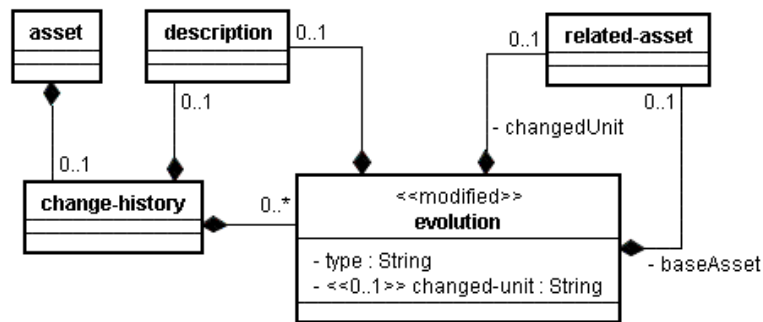 asset
description
related-asset
0..1
0..1
0..1
0..1
- changedUnit
0..1
change-history
0..*
<<modified>>
evolution
- type : String
- <<0..1>> changed-unit : String
- baseAsset